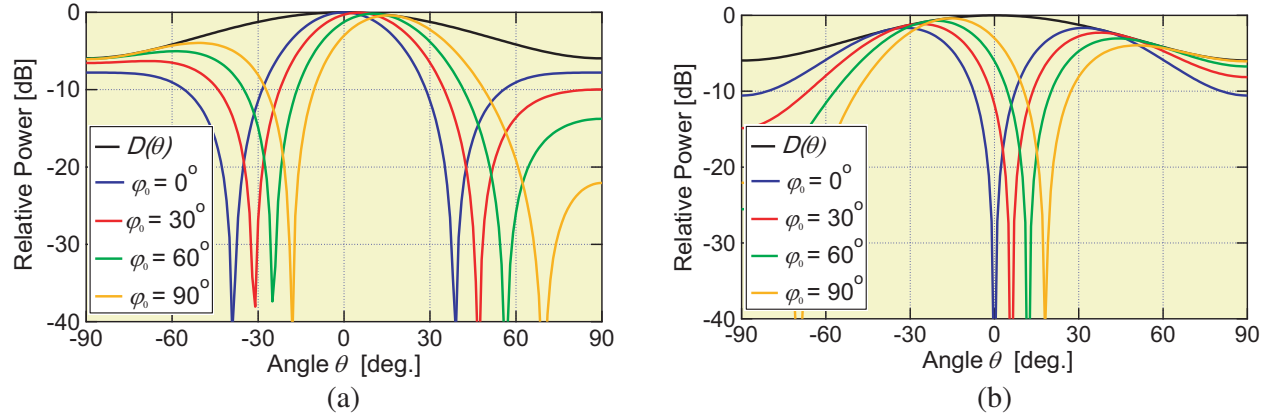 0
-10
-20
-30
-40
Relative Power [dB]
D(θ)
φ₀ = 0°
φ₀ = 30°
φ₀ = 60°
φ₀ = 90°
-90 -60 -30 0 30 60 90
Angle θ [deg.]
(a)
0
-10
-20
-30
-40
Relative Power [dB]
D(θ)
φ₀ = 0°
φ₀ = 30°
φ₀ = 60°
φ₀ = 90°
-90 -60 -30 0 30 60 90
Angle θ [deg.]
(b)